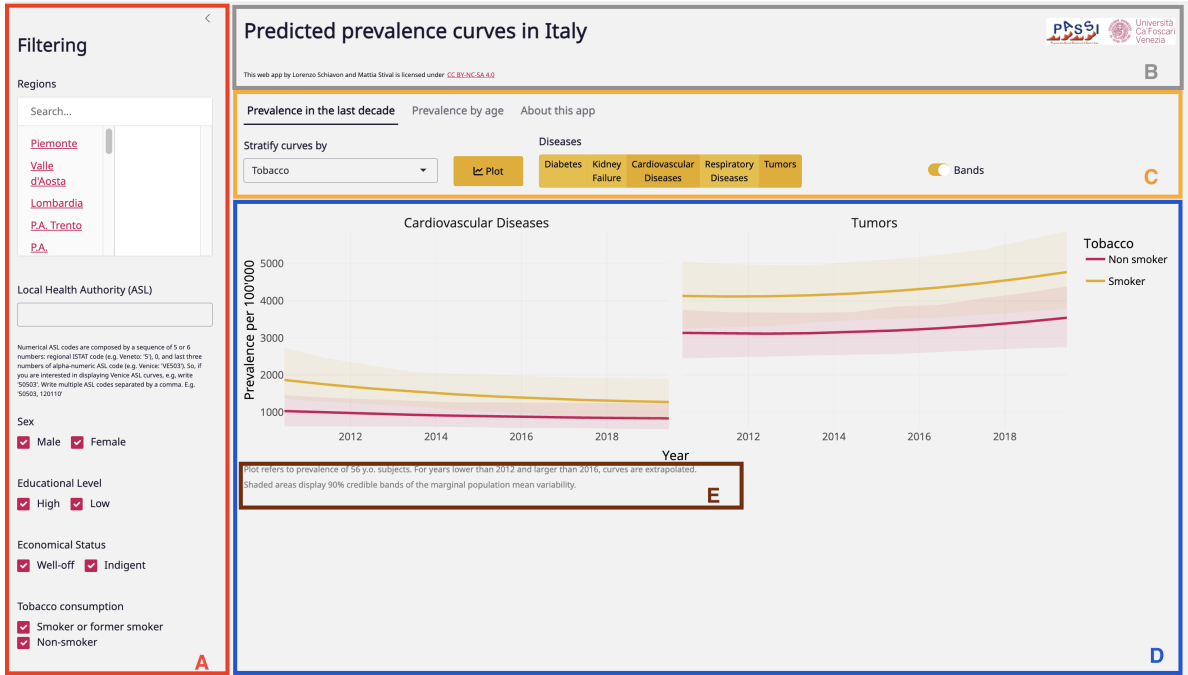 Filtering
Regions
Search...
Piemonte
Valle
d'Aosta
Lombardia
P.A. Trento
P.A.
Local Health Authority (ASL)
Numerical ASL codes are composed by a sequence of 5 or 6
numbers: regional ISTAT code (e.g. Veneto: '5'), 0, and last three
numbers of alpha-numeric ASL code (e.g. Venice: 'VE503'). So, if
you are interested in displaying Venice ASL curves, e.g, write
'50503'. Write multiple ASL codes separated by a comma. E.g.
'50503, 120110'
Sex
Male Female
Educational Level
High Low
Economical Status
Well-off Indigent
Tobacco consumption
Smoker or former smoker
Non-smoker
A
Predicted prevalence curves in Italy
PASSI
Università
Ca'Foscari
Venezia
This web app by Lorenzo Schiavon and Mattia Stival is licensed under CC BY-NC-SA 4.0
B
Prevalence in the last decade Prevalence by age About this app
Stratify curves by
Tobacco
Plot
Diseases
Diabetes Kidney Failure Cardiovascular Diseases Respiratory Diseases Tumors
Bands
C
Cardiovascular Diseases
Tumors
Tobacco
Non smoker
Smoker
Prevalence per 100'000
5000
4000
3000
2000
1000
2012 2014 2016 2018
2012 2014 2016 2018
Year
Plot refers to prevalence of 56 y.o. subjects. For years lower than 2012 and larger than 2016, curves are extrapolated.
Shaded areas display 90% credible bands of the marginal population mean variability.
E
D